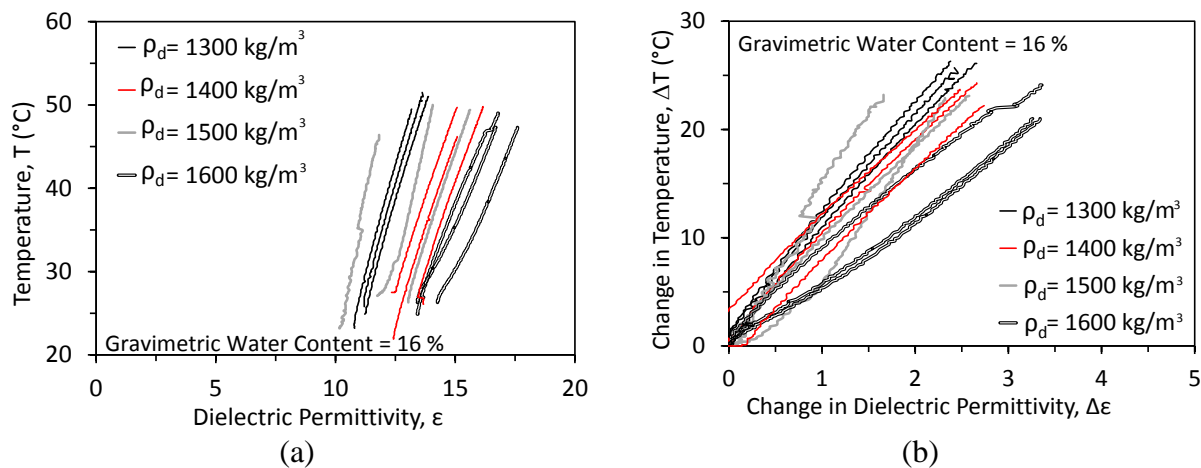 60
50
40
30
20
Temperature, T (°C)
ρd= 1300 kg/m³
ρd= 1400 kg/m³
ρd= 1500 kg/m³
ρd= 1600 kg/m³
Gravimetric Water Content = 16 %
0 5 10 15 20
Dielectric Permittivity, ε
(a)
30
20
10
0
Change in Temperature, ΔT (°C)
Gravimetric Water Content = 16 %
ρd= 1300 kg/m³
ρd= 1400 kg/m³
ρd= 1500 kg/m³
ρd= 1600 kg/m³
0 1 2 3 4 5
Change in Dielectric Permittivity, Δε
(b)